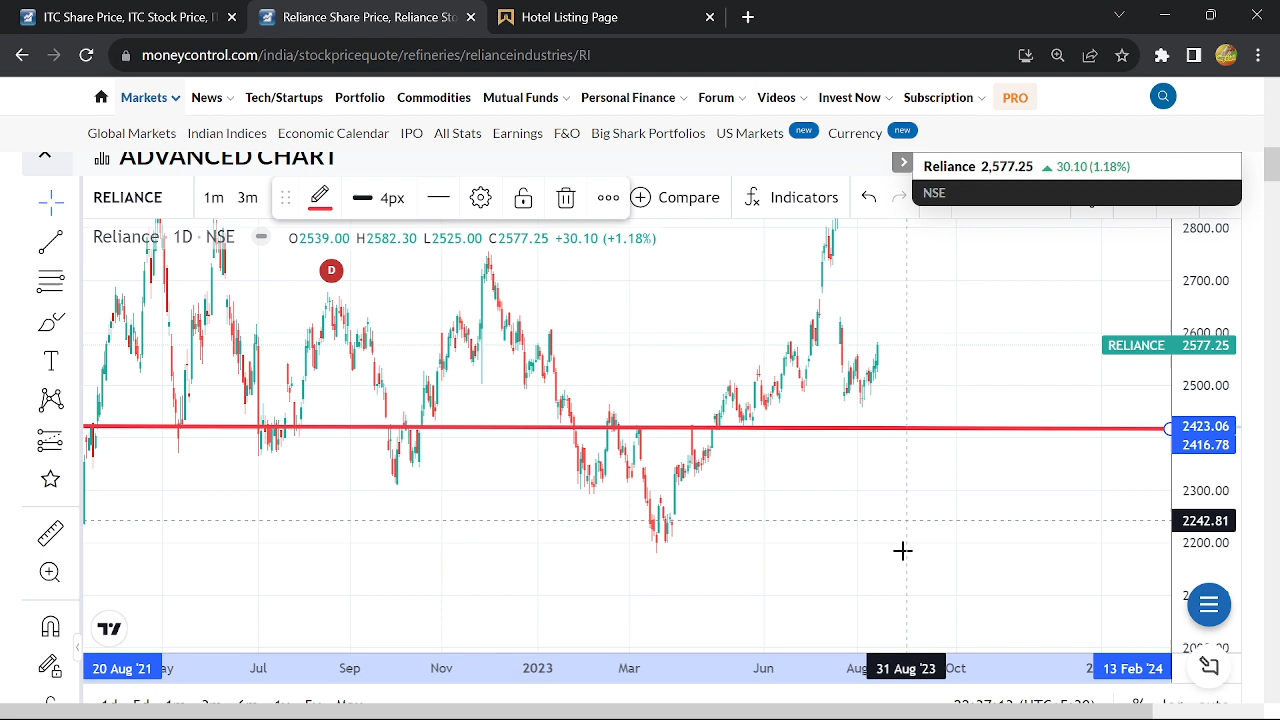 ITC Share Price, ITC Stock Price,
Reliance Share Price, Reliance Sto
Hotel Listing Page
moneycontrol.com/india/stockpricequote/refineries/relianceindustries/RI
Markets News Tech/Startups Portfolio Commodities Mutual Funds Personal Finance Forum Videos Invest Now Subscription PRO
Global Markets Indian Indices Economic Calendar IPO All Stats Earnings F&O Big Shark Portfolios US Markets new Currency new
ADVANCED CHART
Reliance 2,577.25 ▲ 30.10 (1.18%)
NSE
RELIANCE 1m 3m 4px Compare Indicators
Reliance · 1D · NSE O2539.00 H2582.30 L2525.00 C2577.25 +30.10 (+1.18%)
D
2800.00
2700.00
2600.00
RELIANCE 2577.25
2500.00
2423.06
2416.78
2300.00
2242.81
2200.00
20 Aug '21 Jul Sep Nov 2023 Mar Jun 31 Aug '23 Oct 13 Feb '24